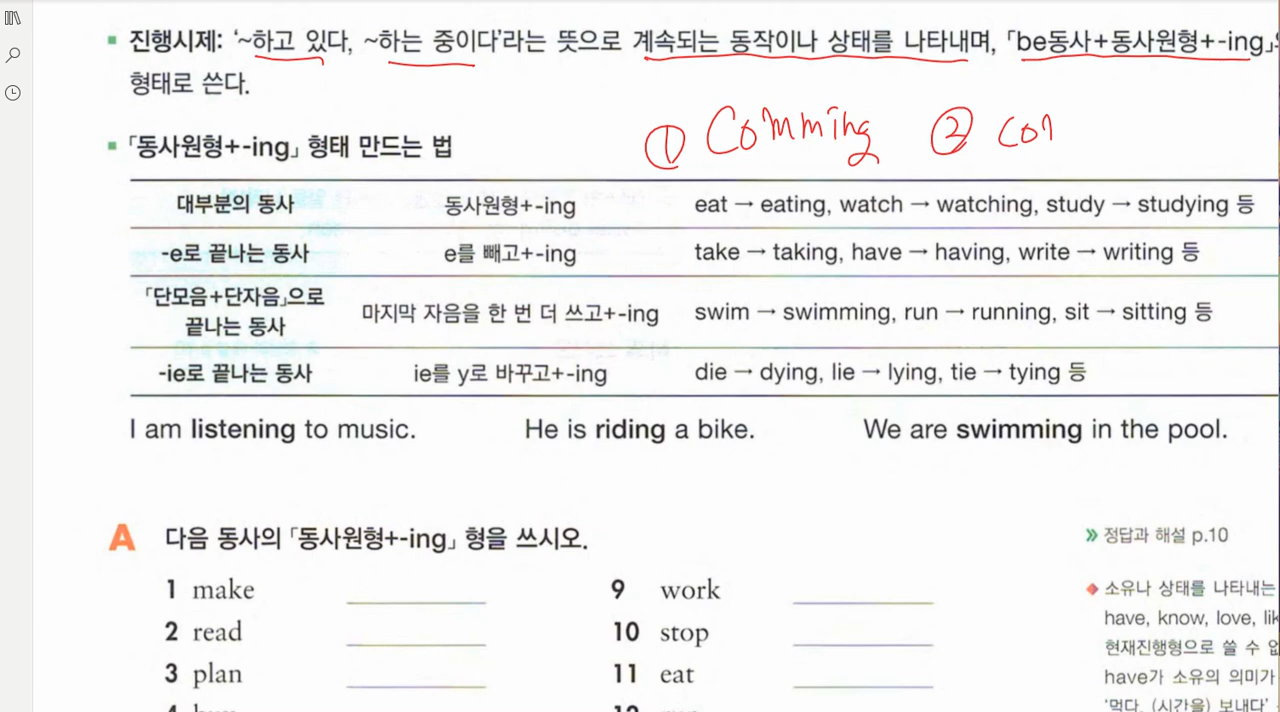 진행시제: ‘~하고 있다, ~하는 중이다’라는 뜻으로 계속되는 동작이나 상태를 나타내며, 「be동사+동사원형+-ing」의
형태로 쓴다.
① Comming ② con
「동사원형+-ing」 형태 만드는 법
대부분의 동사 동사원형+-ing eat → eating, watch → watching, study → studying 등
-e로 끝나는 동사 e를 빼고+-ing take → taking, have → having, write → writing 등
「단모음+단자음」으로
끝나는 동사 마지막 자음을 한 번 더 쓰고+-ing swim → swimming, run → running, sit → sitting 등
-ie로 끝나는 동사 ie를 y로 바꾸고+-ing die → dying, lie → lying, tie → tying 등
I am listening to music. He is riding a bike. We are swimming in the pool.
A 다음 동사의 「동사원형+-ing」 형을 쓰시오.
» 정답과 해설 p.10
1 make
2 read
3 plan
9 work
10 stop
11 eat
소유나 상태를 나타내는
have, know, love,
현재진행형으로 쓸 수
have가 소유의 의미가
‘먹다, (시간을) 보내다’